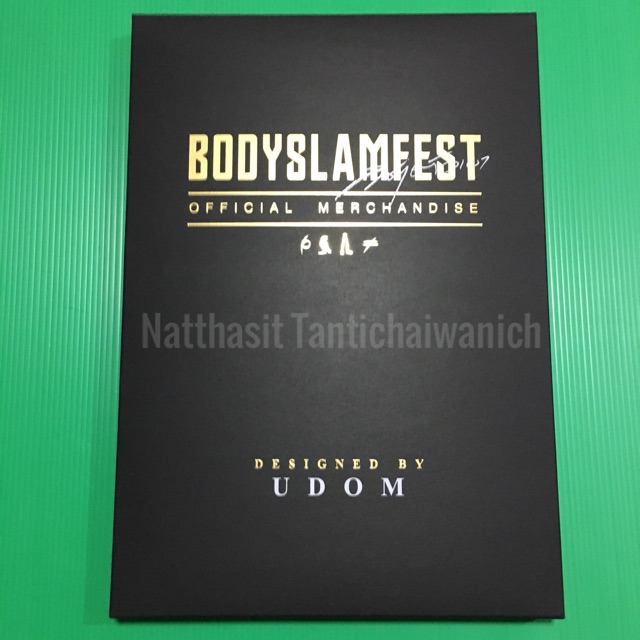 BODYSLAMFEST
OFFICIAL MERCHANDISE
Natthasit Tantichaiwanich
DESIGNED BY
UDOM